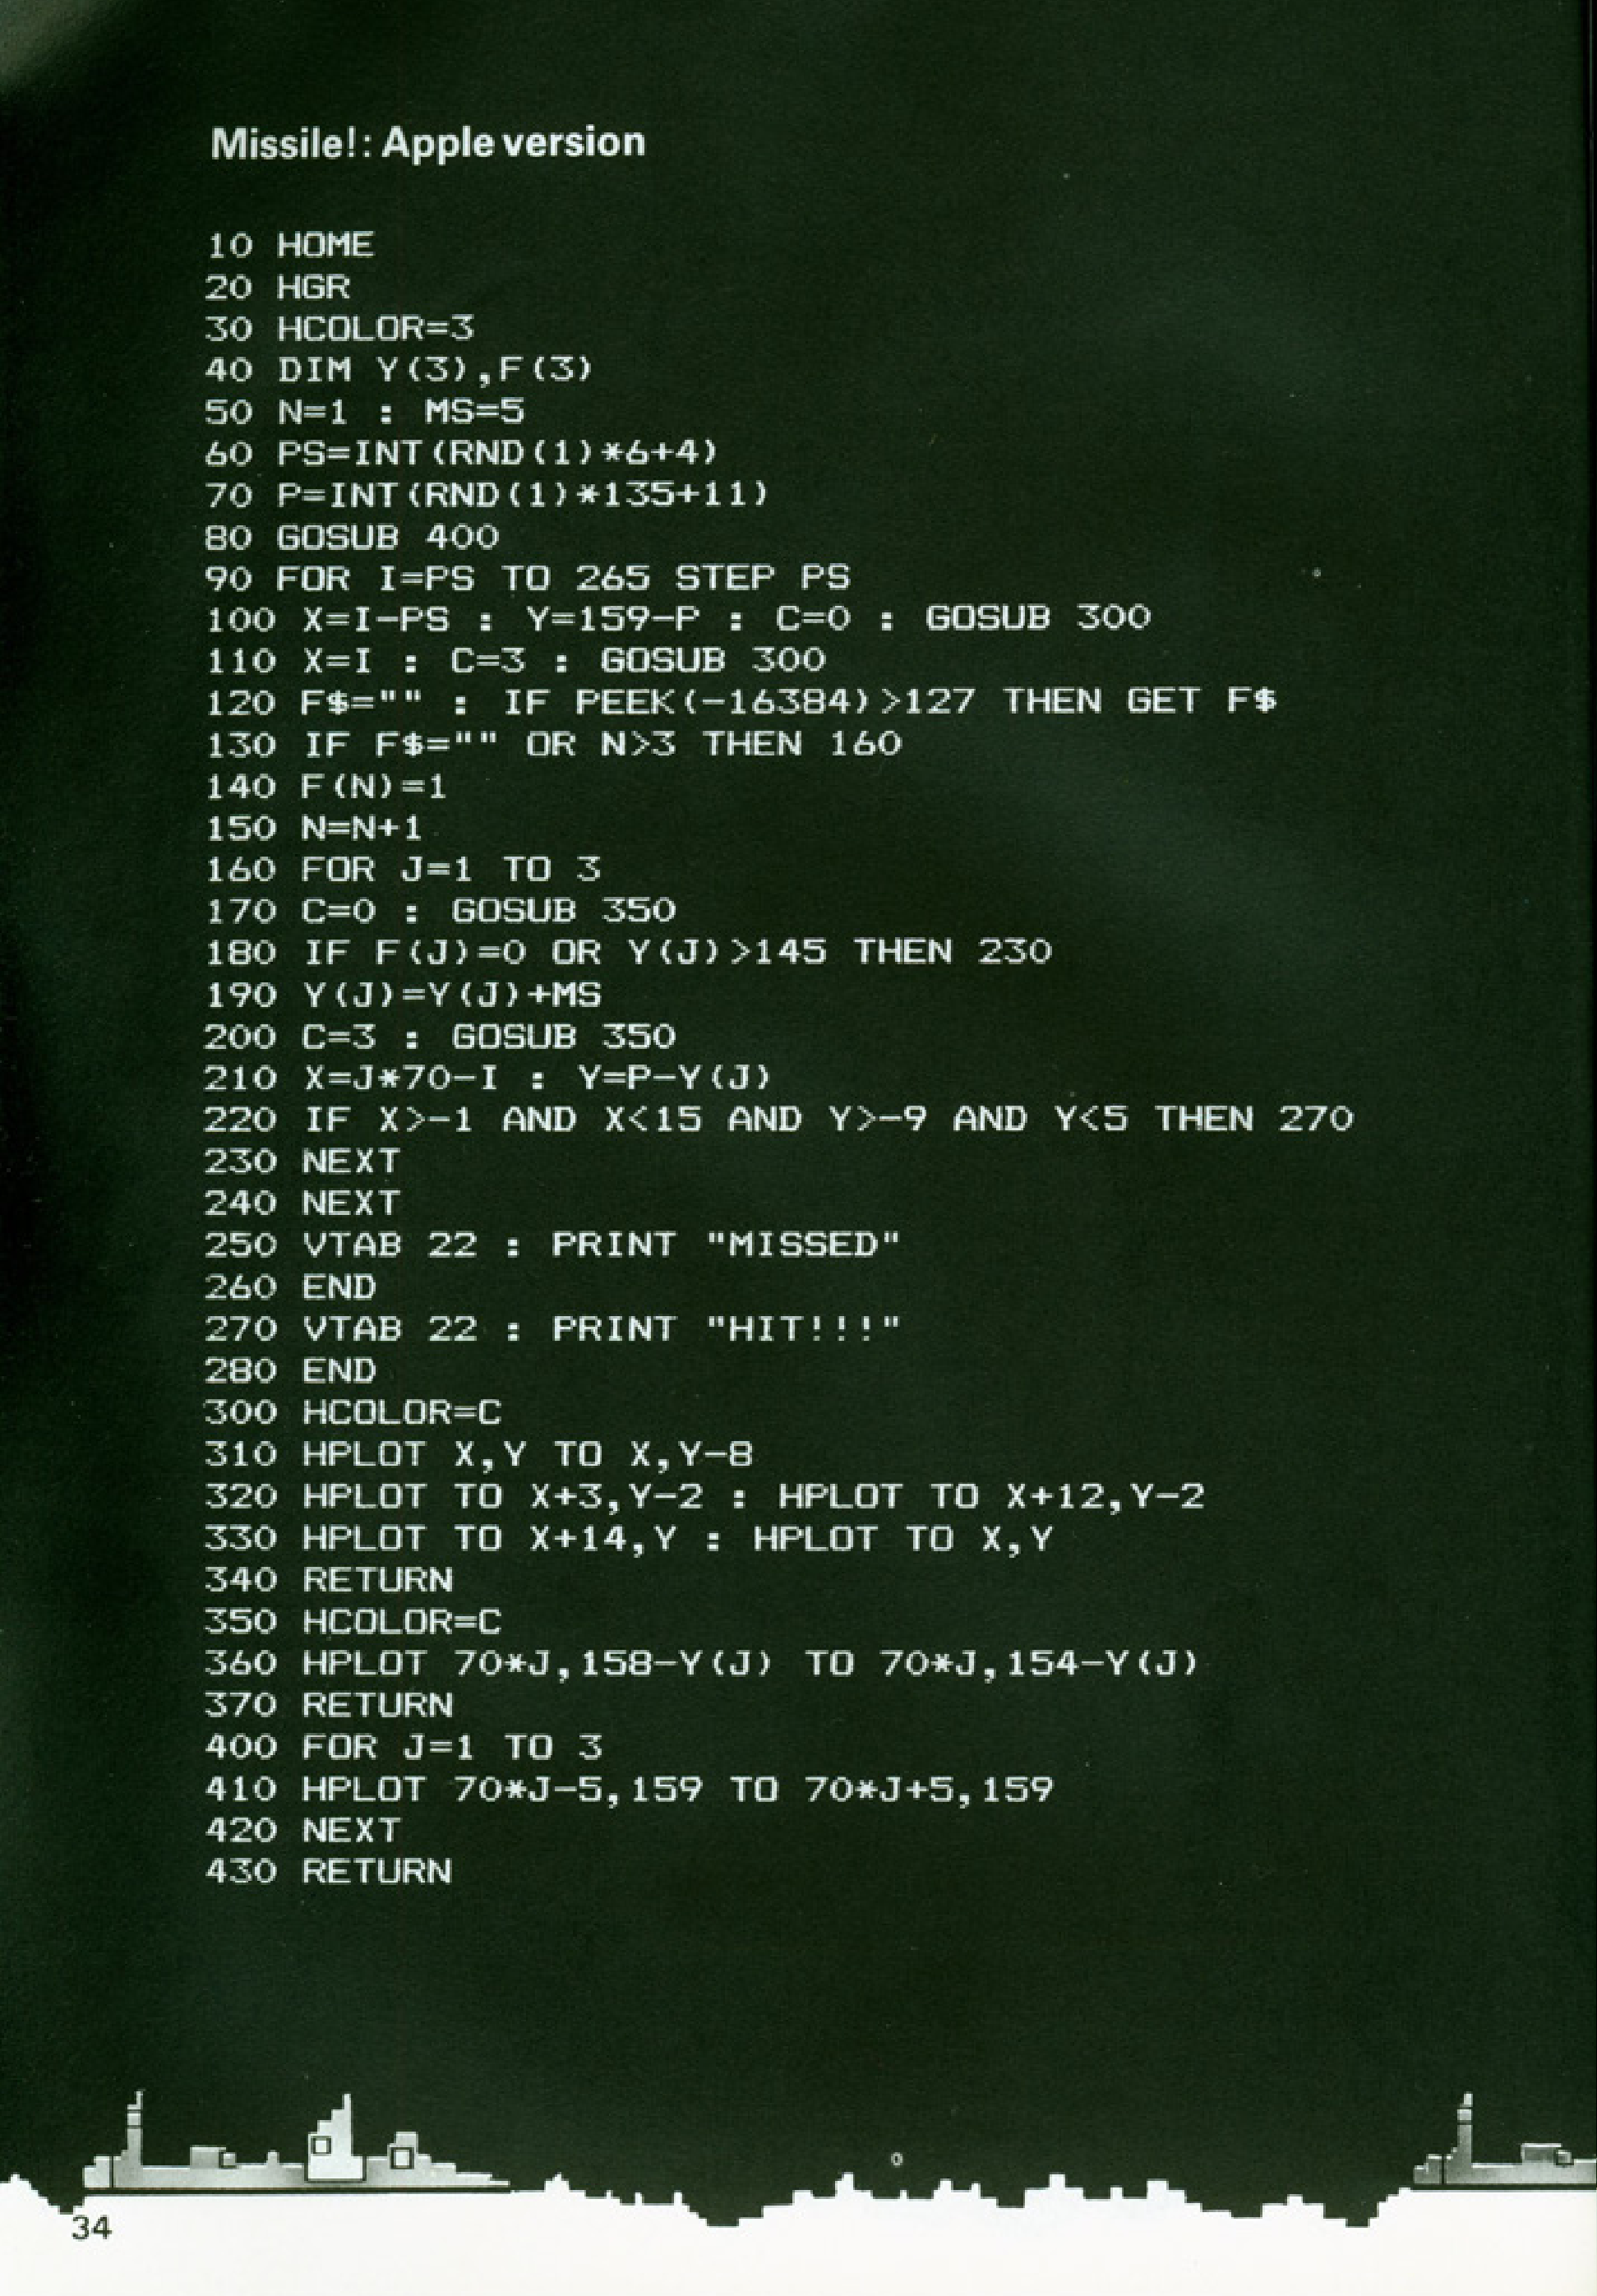 Missile!: Apple version
10 HOME
20 HGR
30 HCOLOR=3
40 DIM Y(3),F(3)
50 N=1 : MS=5
60 PS=INT(RND(1)*6+4)
70 P=INT(RND(1)*135+11)
80 GOSUB 400
90 FOR I=PS TO 265 STEP PS
100 X=I-PS : Y=159-P : C=0 : GOSUB 300
110 X=I : C=3 : GOSUB 300
120 F$="" : IF PEEK(-16384)>127 THEN GET F$
130 IF F$="" OR N>3 THEN 160
140 F(N)=1
150 N=N+1
160 FOR J=1 TO 3
170 C=0 : GOSUB 350
180 IF F(J)=0 OR Y(J)>145 THEN 230
190 Y(J)=Y(J)+MS
200 C=3 : GOSUB 350
210 X=J*70-I : Y=P-Y(J)
220 IF X>-1 AND X<15 AND Y>-9 AND Y<5 THEN 270
230 NEXT
240 NEXT
250 VTAB 22 : PRINT "MISSED"
260 END
270 VTAB 22 : PRINT "HIT!!!"
280 END
300 HCOLOR=C
310 HPLOT X,Y TO X,Y-8
320 HPLOT TO X+3,Y-2 : HPLOT TO X+12,Y-2
330 HPLOT TO X+14,Y : HPLOT TO X,Y
340 RETURN
350 HCOLOR=C
360 HPLOT 70*J,158-Y(J) TO 70*J,154-Y(J)
370 RETURN
400 FOR J=1 TO 3
410 HPLOT 70*J-5,159 TO 70*J+5,159
420 NEXT
430 RETURN
34